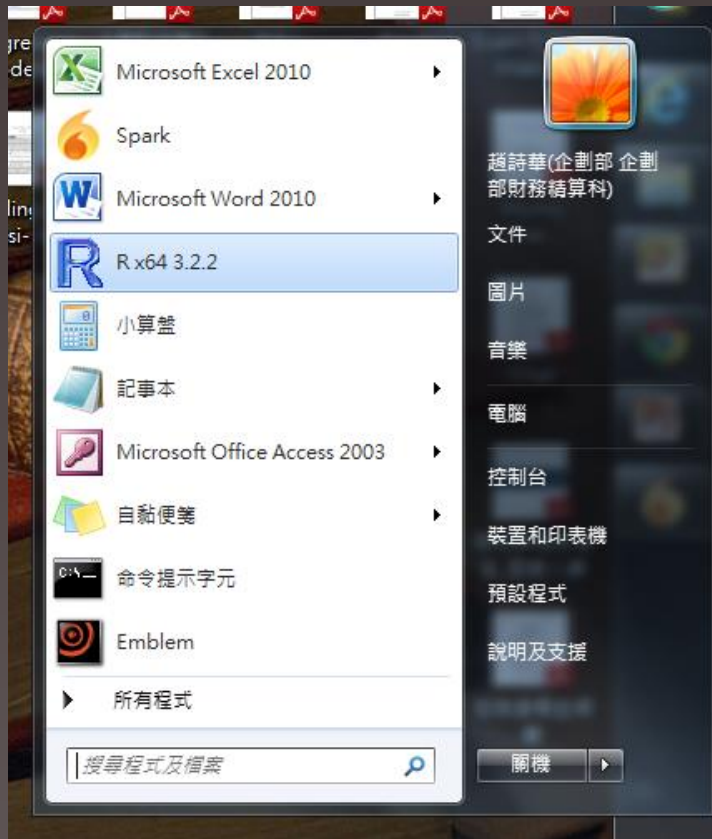 gre
de
ling
si-
Microsoft Excel 2010
Spark
Microsoft Word 2010
R x64 3.2.2
小算盤
記事本
Microsoft Office Access 2003
自黏便箋
C:\
命令提示字元
Emblem
所有程式
搜尋程式及檔案
趙詩華(企劃部 企劃
部財務精算科)
文件
圖片
音樂
電腦
控制台
裝置和印表機
預設程式
說明及支援
關機